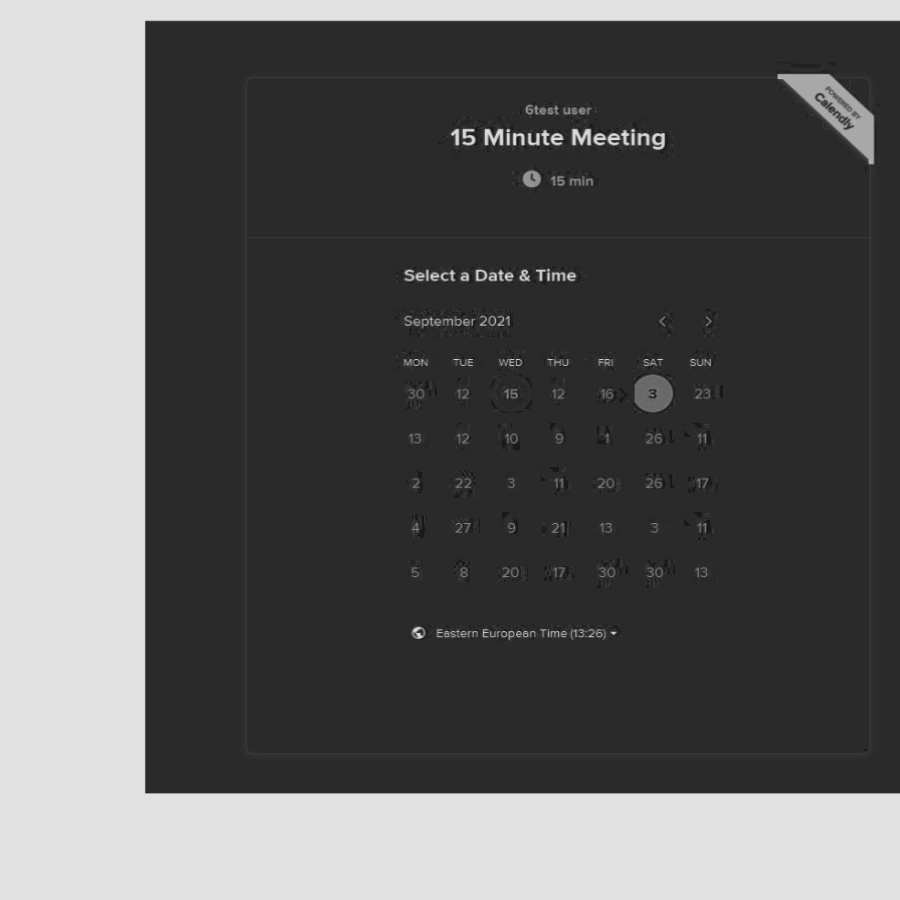 POWERED BY
Calendly
6test user
15 Minute Meeting
15 min
Select a Date & Time
September 2021
MON TUE WED THU FRI SAT SUN
30 12 15 12 16 3 23
13 12 10 9 1 26 11
2 22 3 11 20 26 17
4 27 9 21 13 3 11
5 8 20 17 30 30 13
Eastern European Time (13:26)